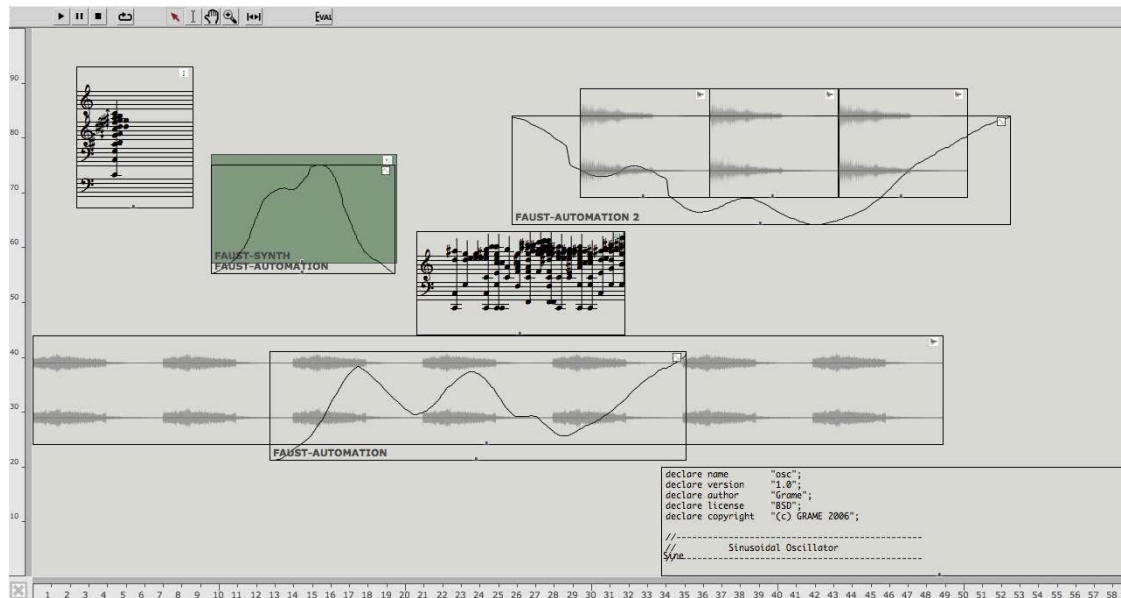 EVAL
90
80
70
60
50
40
30
20
10
FAUST-AUTOMATION 2
FAUST-SYNTH
FAUST-AUTOMATION
FAUST-AUTOMATION
declare name "osc";
declare version "1.0";
declare author "Grame";
declare license "BSD";
declare copyright "(c) GRAME 2006";
//-----------------------------------------------
// Sinusoidal Oscillator
Sine
//-----------------------------------------------
1 2 3 4 5 6 7 8 9 10 11 12 13 14 15 16 17 18 19 20 21 22 23 24 25 26 27 28 29 30 31 32 33 34 35 36 37 38 39 40 41 42 43 44 45 46 47 48 49 50 51 52 53 54 55 56 57 58